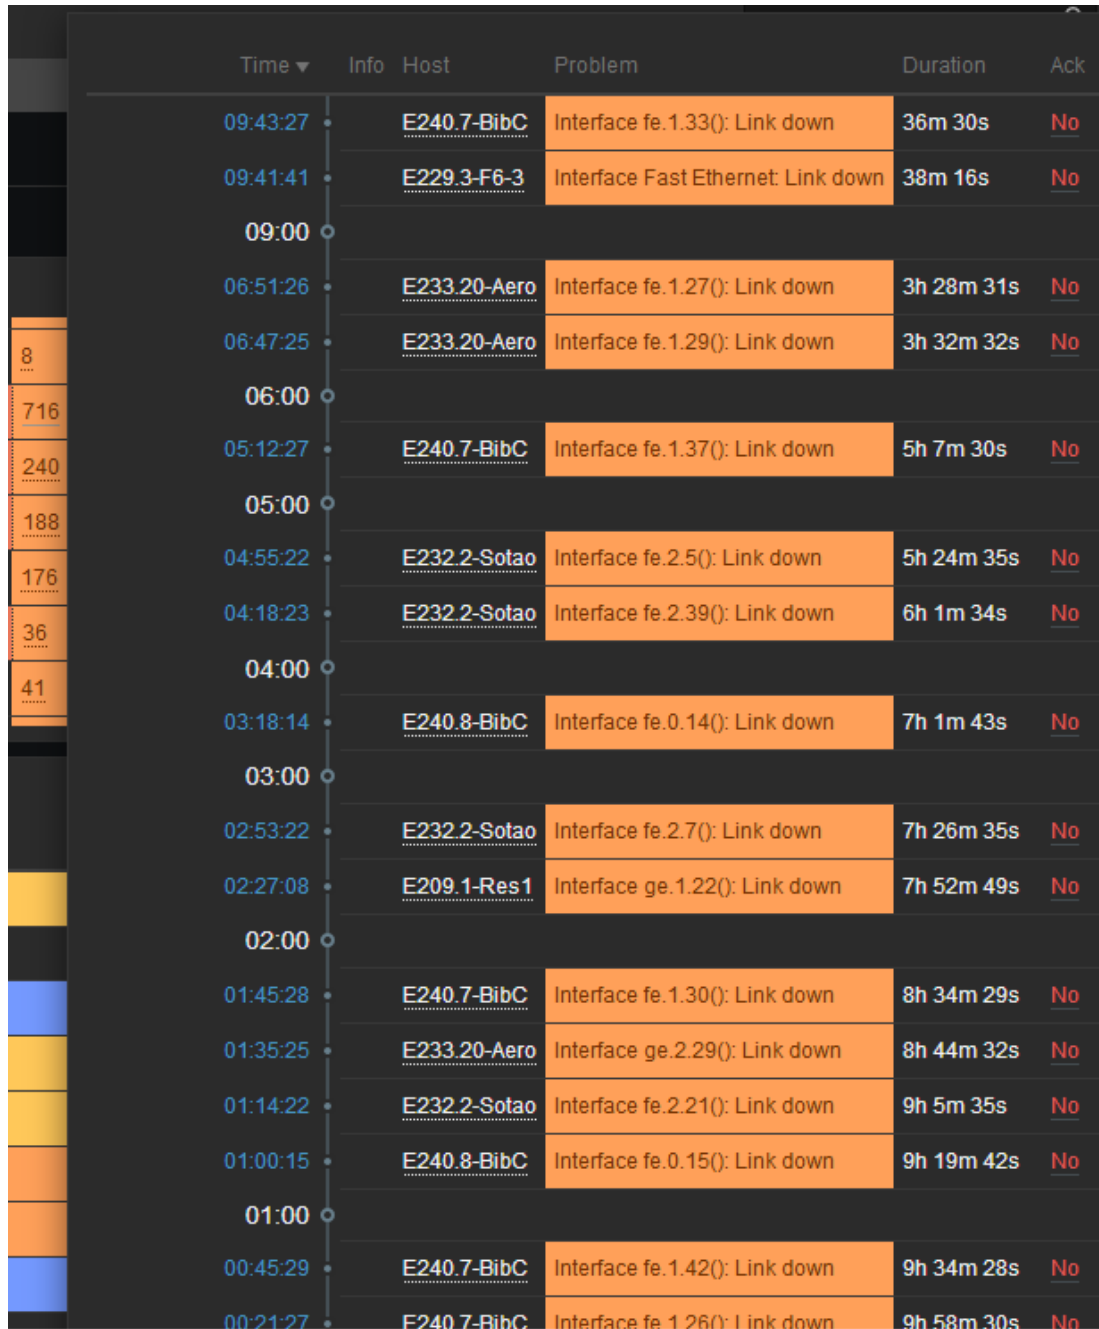 Time ▼ Info Host Problem Duration Ack
09:43:27 E240.7-BibC Interface fe.1.33(): Link down 36m 30s No
09:41:41 E229.3-F6-3 Interface Fast Ethernet: Link down 38m 16s No
09:00
06:51:26 E233.20-Aero Interface fe.1.27(): Link down 3h 28m 31s No
06:47:25 E233.20-Aero Interface fe.1.29(): Link down 3h 32m 32s No
8
06:00
716
05:12:27 E240.7-BibC Interface fe.1.37(): Link down 5h 7m 30s No
240
05:00
188
04:55:22 E232.2-Sotao Interface fe.2.5(): Link down 5h 24m 35s No
176
04:18:23 E232.2-Sotao Interface fe.2.39(): Link down 6h 1m 34s No
36
04:00
41
03:18:14 E240.8-BibC Interface fe.0.14(): Link down 7h 1m 43s No
03:00
02:53:22 E232.2-Sotao Interface fe.2.7(): Link down 7h 26m 35s No
02:27:08 E209.1-Res1 Interface ge.1.22(): Link down 7h 52m 49s No
02:00
01:45:28 E240.7-BibC Interface fe.1.30(): Link down 8h 34m 29s No
01:35:25 E233.20-Aero Interface ge.2.29(): Link down 8h 44m 32s No
01:14:22 E232.2-Sotao Interface fe.2.21(): Link down 9h 5m 35s No
01:00:15 E240.8-BibC Interface fe.0.15(): Link down 9h 19m 42s No
01:00
00:45:29 E240.7-BibC Interface fe.1.42(): Link down 9h 34m 28s No
00:21:27 E240.7-BibC Interface fe.1.26(): Link down 9h 58m 30s No